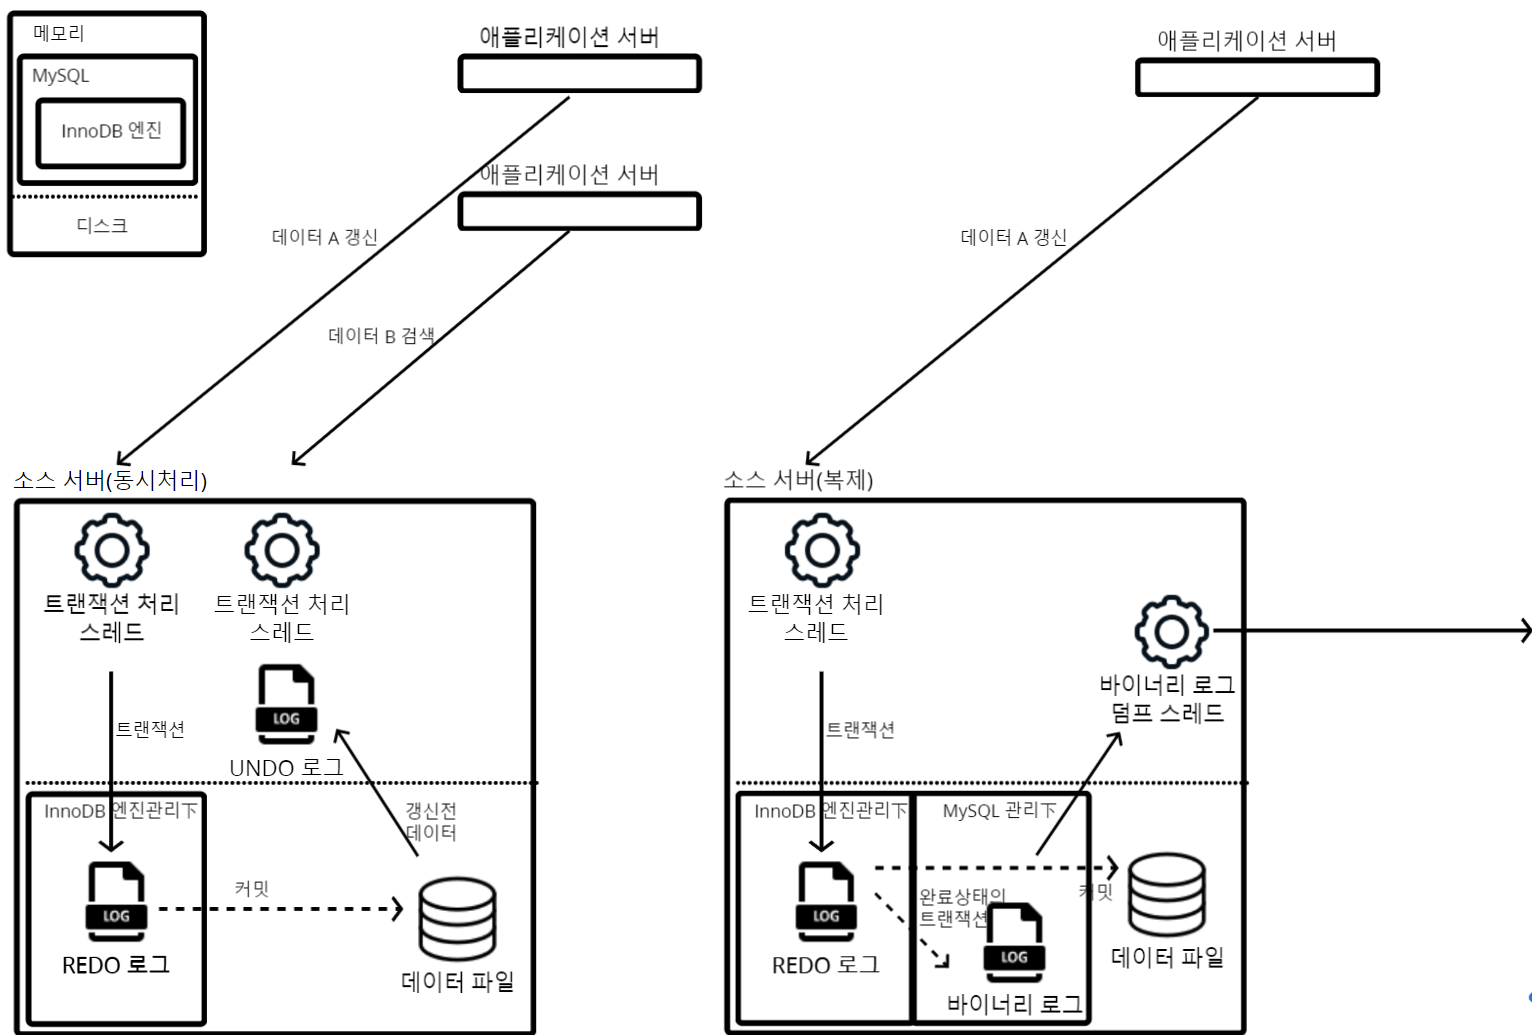 메모리
MySQL
InnoDB 엔진
디스크
애플리케이션 서버
애플리케이션 서버
데이터 A 갱신
데이터 B 검색
소스 서버(동시처리)
트랜잭션 처리
스레드
트랜잭션 처리
스레드
트랜잭션
LOG
UNDO 로그
InnoDB 엔진관리下
갱신전
데이터
LOG
REDO 로그
커밋
데이터 파일
애플리케이션 서버
데이터 A 갱신
소스 서버(복제)
트랜잭션 처리
스레드
바이너리 로그
덤프 스레드
트랜잭션
InnoDB 엔진관리下
MySQL 관리下
LOG
REDO 로그
완료상태의
트랜잭션
커밋
LOG
바이너리 로그
데이터 파일